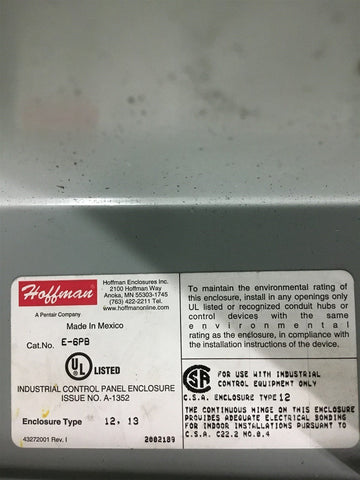 Hoffman
A Pentair Company
Hoffman Enclosures Inc.
2100 Hoffman Way
Anoka, MN 55303-1745
(763) 422-2211 Tel.
www.hoffmanonline.com
Made In Mexico
Cat.No. E-6PB
UL LISTED
INDUSTRIAL CONTROL PANEL ENCLOSURE
ISSUE NO. A-1352
Enclosure Type 12, 13
43272001 Rev. I 2002189
To maintain the environmental rating of
this enclosure, install in any openings only
UL listed or recognized conduit hubs or
control devices with the same
environmental
rating as the enclosure, in compliance with
the installation instructions of the device.
SA
FOR USE WITH INDUSTRIAL
CONTROL EQUIPMENT ONLY
C.S.A. ENCLOSURE TYPE 12
THE CONTINUOUS HINGE ON THIS ENCLOSURE
PROVIDES ADEQUATE ELECTRICAL BONDING
FOR INDOOR INSTALLATIONS PURSUANT TO
C.S.A. C22.2 NO.0.4